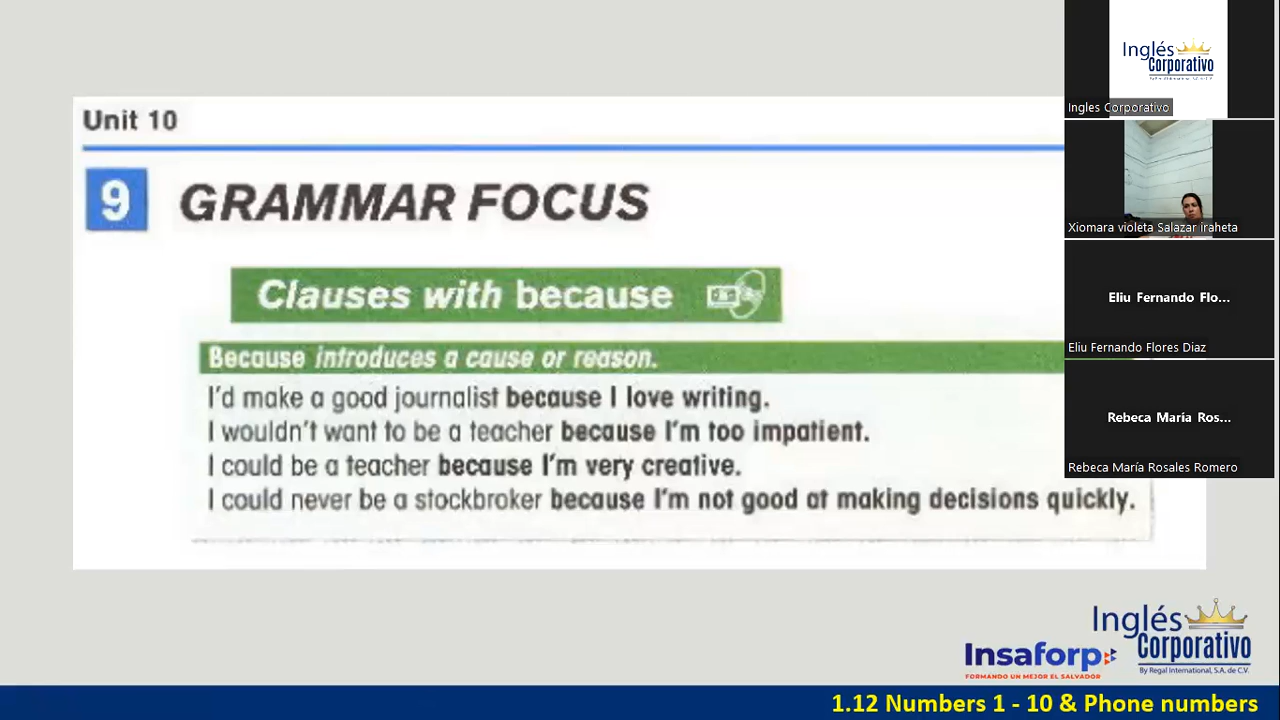 Unit 10
9 GRAMMAR FOCUS
Clauses with because
Because introduces a cause or reason.
I'd make a good journalist because I love writing.
I wouldn't want to be a teacher because I'm too impatient.
I could be a teacher because I'm very creative.
I could never be a stockbroker because I'm not good at making decisions quickly.
Inglés
Corporativo
By Regal International, S.A. de C.V.
Ingles Corporativo
Xiomara violeta Salazar iraheta
Eliu Fernando Flo...
Eliu Fernando Flores Diaz
Rebeca María Ros...
Rebeca María Rosales Romero
Insaforp
FORMANDO UN MEJOR EL SALVADOR
Inglés
Corporativo
By Regal International, S.A. de C.V.
1.12 Numbers 1 - 10 & Phone numbers